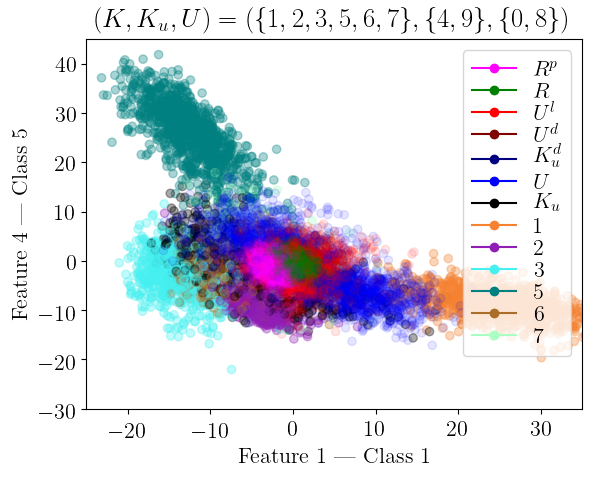 (K, K_u, U) = ({1, 2, 3, 5, 6, 7}, {4, 9}, {0, 8})
R^p
R
U^l
U^d
K_u^d
U
K_u
1
2
3
5
6
7
40
30
20
10
0
−10
−20
−30
Feature 4 — Class 5
−20 −10 0 10 20 30
Feature 1 — Class 1